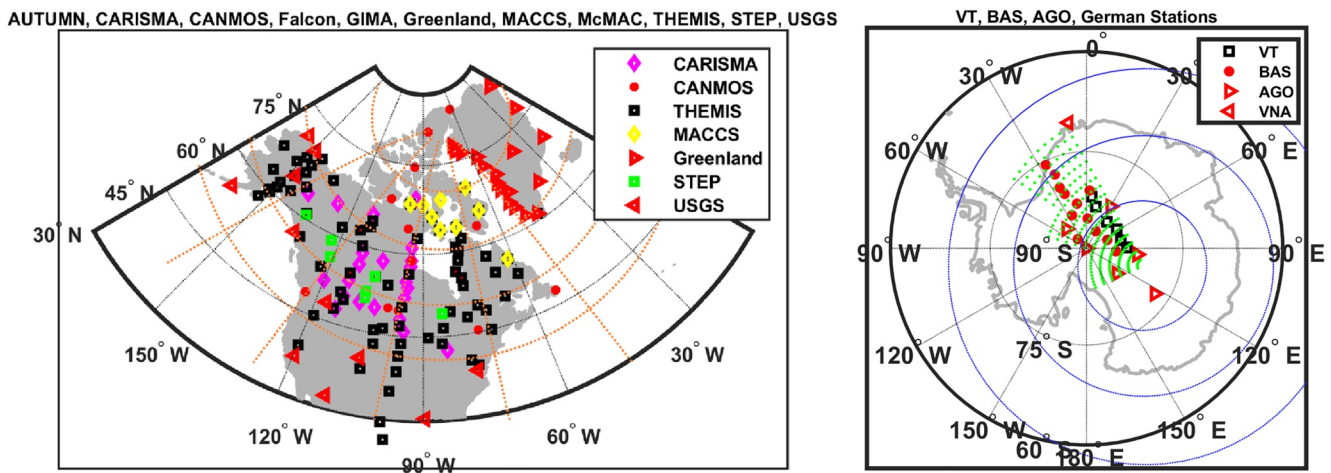 AUTUMN, CARISMA, CANMOS, Falcon, GIMA, Greenland, MACCS, McMAC, THEMIS, STEP, USGS
CARISMA
CANMOS
THEMIS
MACCS
Greenland
STEP
USGS
75° N
60° N
45° N
30° N
150° W
120° W
90° W
60° W
30° W
VT, BAS, AGO, German Stations
VT
BAS
AGO
VNA
0°
30° W
30°
60° W
60° E
90° W
90° S
90° E
120° W
75° S
120° E
150° W
60° S
180° E
150° E